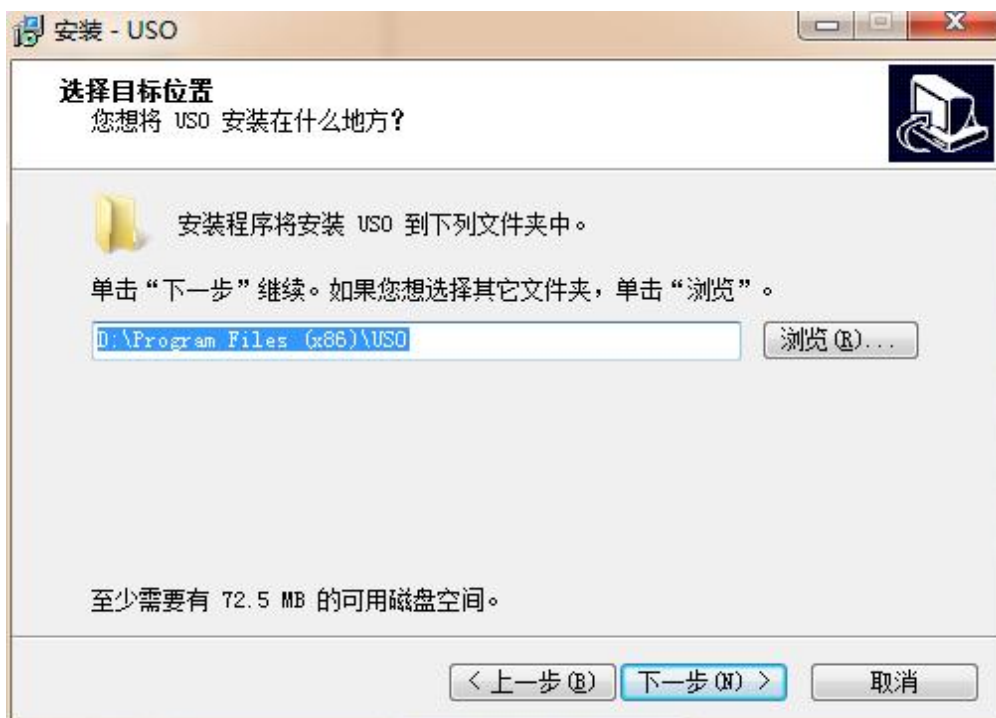 安装 - USO
选择目标位置
您想将 USO 安装在什么地方?
安装程序将安装 USO 到下列文件夹中。
单击“下一步”继续。如果您想选择其它文件夹，单击“浏览”。
D:\Program Files (x86)\USO
浏览(R)...
至少需要有 72.5 MB 的可用磁盘空间。
< 上一步(B) 下一步(N) > 取消